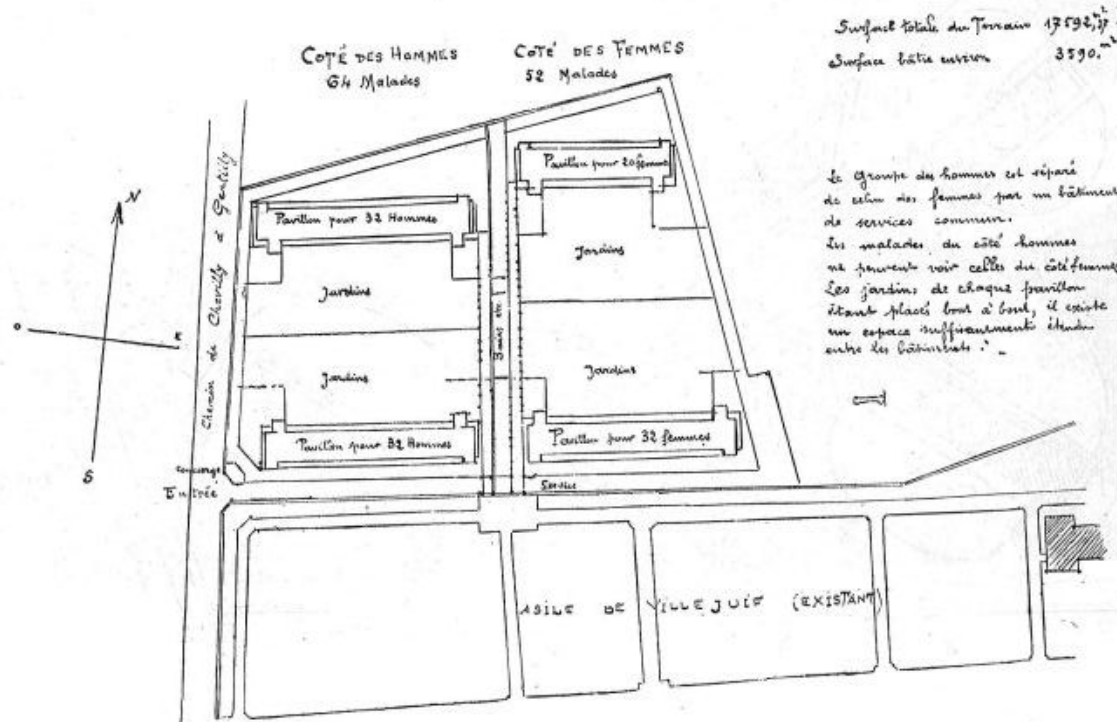 Surface totale du Terrain 17592,37
Surface bâtie environ 3590.m²
COTÉ DES HOMMES
64 Malades
COTÉ DES FEMMES
52 Malades
Le Groupe des hommes est séparé
de celui des femmes par un bâtiment
de services commun.
Les malades du côté hommes
ne peuvent voir celles du côté femmes
Les jardins de chaque pavillon
étant placés bout à bout, il existe
un espace suffisamment étendu
entre les bâtiments.
N
O
E
S
Chemin de Chevilly à Gentilly
Pavillon pour 32 Hommes
Pavillon pour 20 femmes
Jardins
Jardins
Bains etc
Jardins
Jardins
Pavillon pour 32 Hommes
Pavillon pour 32 femmes
Concierge
Entrée
Service
ASILE DE VILLEJUIF (EXISTANT)